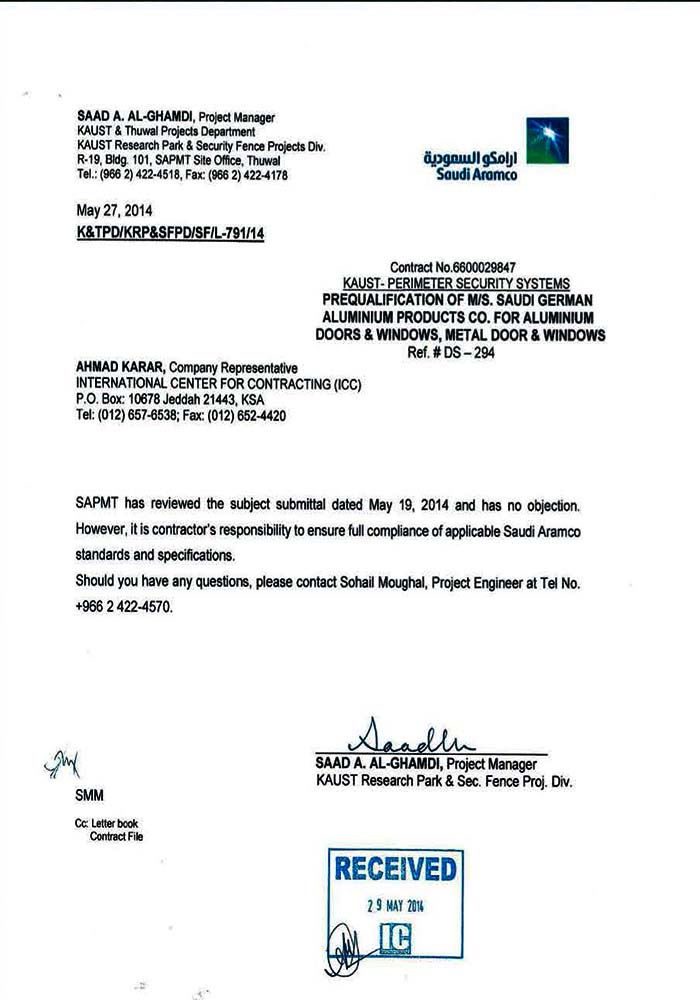 SAAD A. AL-GHAMDI, Project Manager
KAUST & Thuwal Projects Department
KAUST Research Park & Security Fence Projects Div.
R-19, Bldg. 101, SAPMT Site Office, Thuwal
Tel.: (966 2) 422-4518, Fax: (966 2) 422-4178
أرامكو السعودية
Saudi Aramco
May 27, 2014
K&TPD/KRP&SFPD/SF/L-791/14
Contract No.6600029847
KAUST- PERIMETER SECURITY SYSTEMS
PREQUALIFICATION OF M/S. SAUDI GERMAN
ALUMINIUM PRODUCTS CO. FOR ALUMINIUM
DOORS & WINDOWS, METAL DOOR & WINDOWS
Ref. # DS – 294
AHMAD KARAR, Company Representative
INTERNATIONAL CENTER FOR CONTRACTING (ICC)
P.O. Box: 10678 Jeddah 21443, KSA
Tel: (012) 657-6538; Fax: (012) 652-4420
SAPMT has reviewed the subject submittal dated May 19, 2014 and has no objection.
However, it is contractor's responsibility to ensure full compliance of applicable Saudi Aramco
standards and specifications.
Should you have any questions, please contact Sohail Moughal, Project Engineer at Tel No.
+966 2 422-4570.
SAAD A. AL-GHAMDI, Project Manager
KAUST Research Park & Sec. Fence Proj. Div.
SMM
Cc: Letter book
Contract File
RECEIVED
29 MAY 2014
IC